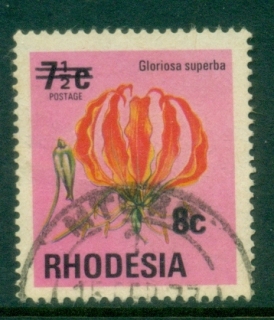 Gloriosa superba
7½c
POSTAGE
8c
RHODESIA